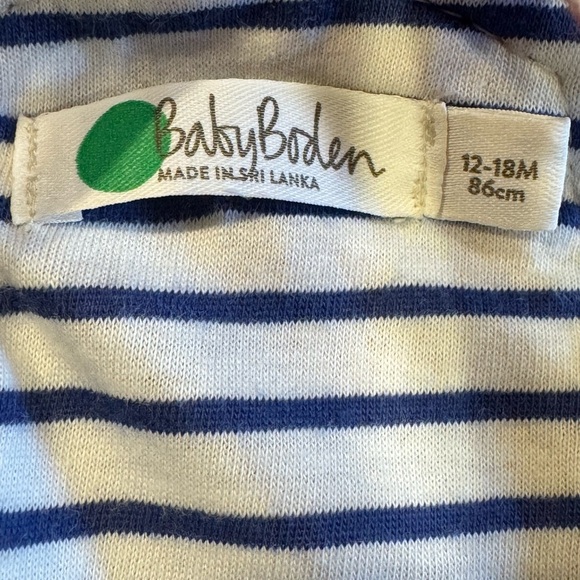 BabyBoden
MADE IN SRI LANKA
12-18M
86cm